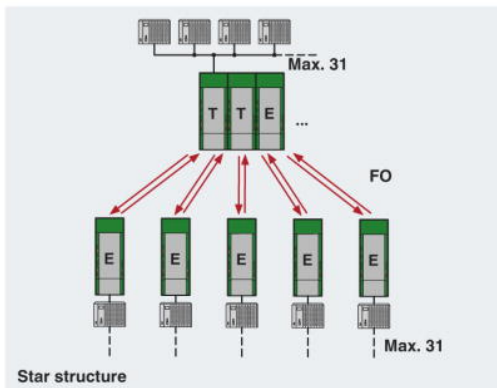 Max. 31
T T E ...
FO
E E E E E
Max. 31
Star structure